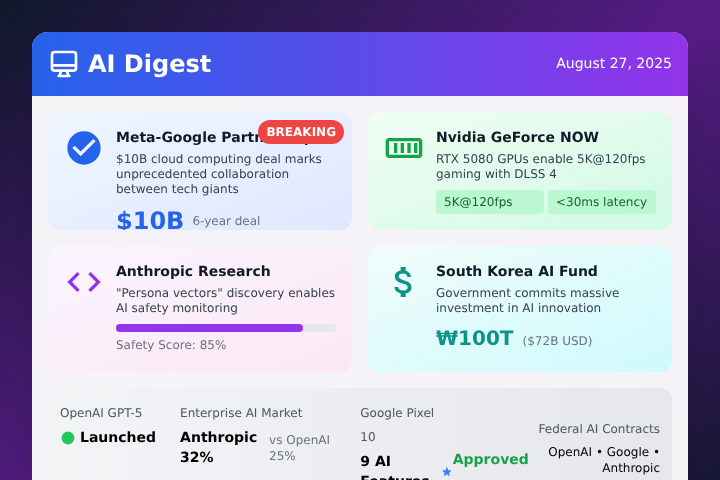 AI Digest
August 27, 2025
BREAKING
Meta-Google
$10B cloud computing deal marks
unprecedented collaboration
between tech giants
$10B 6-year deal
Nvidia GeForce NOW
RTX 5080 GPUs enable 5K@120fps
gaming with DLSS 4
5K@120fps <30ms latency
Anthropic Research
"Persona vectors" discovery enables
AI safety monitoring
Safety Score: 85%
South Korea AI Fund
Government commits massive
investment in AI innovation
₩100T ($72B USD)
OpenAI GPT-5
Launched
Enterprise AI Market
Anthropic
32%
vs OpenAI
25%
Google Pixel
10
9 AI
Features
Federal AI Contracts
Approved
OpenAI • Google •
Anthropic